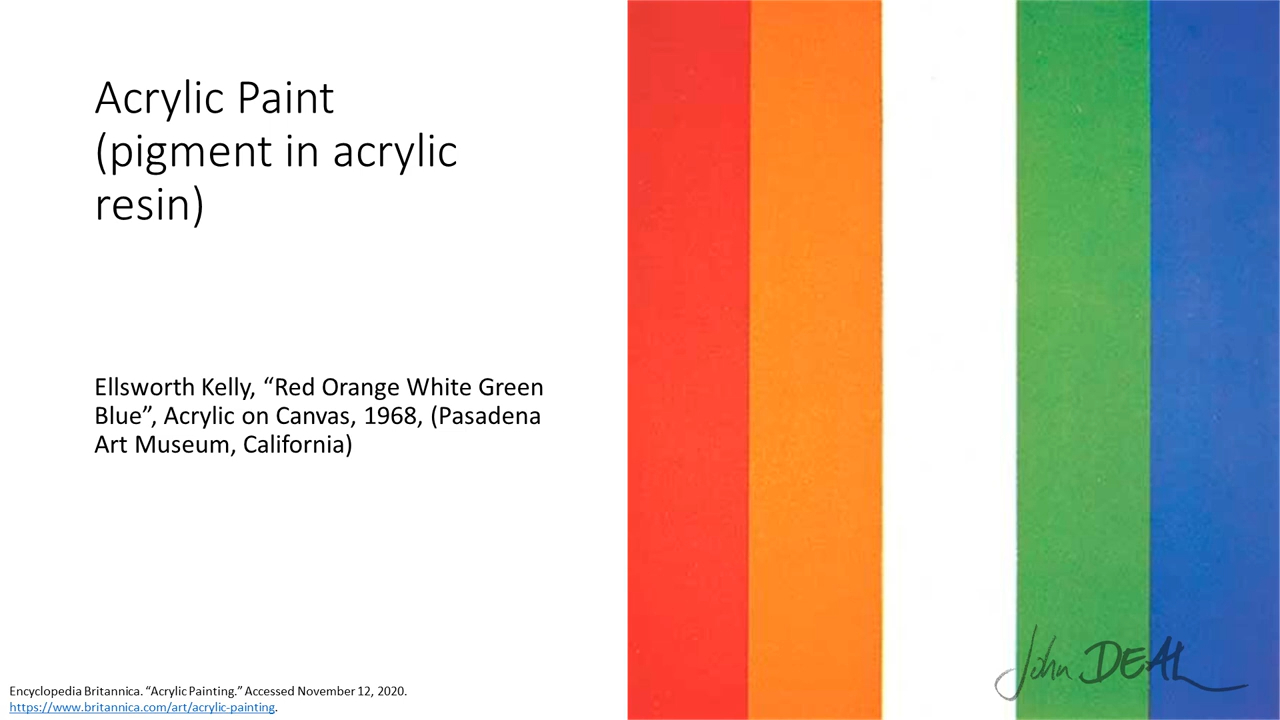 Acrylic Paint
(pigment in acrylic
resin)
Ellsworth Kelly, “Red Orange White Green
Blue”, Acrylic on Canvas, 1968, (Pasadena
Art Museum, California)
Encyclopedia Britannica. “Acrylic Painting.” Accessed November 12, 2020.
https://www.britannica.com/art/acrylic-painting.
John DEAL